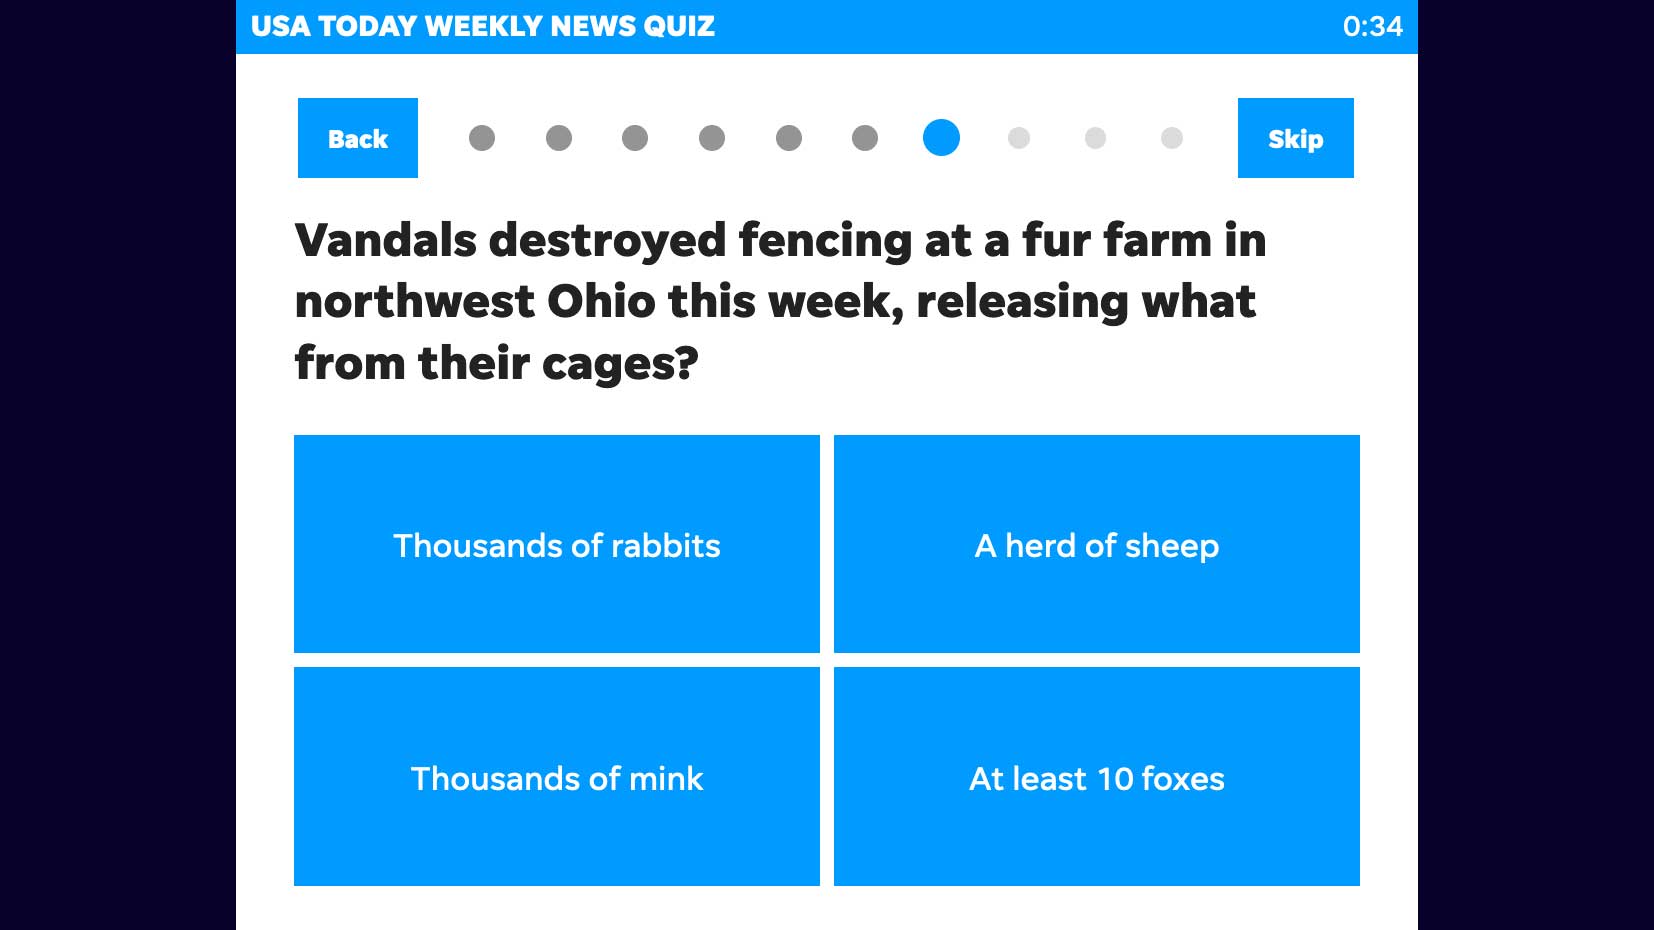 USA TODAY WEEKLY NEWS QUIZ
0:34
Back
Skip
Vandals destroyed fencing at a fur farm in
northwest Ohio this week, releasing what
from their cages?
Thousands of rabbits
A herd of sheep
Thousands of mink
At least 10 foxes